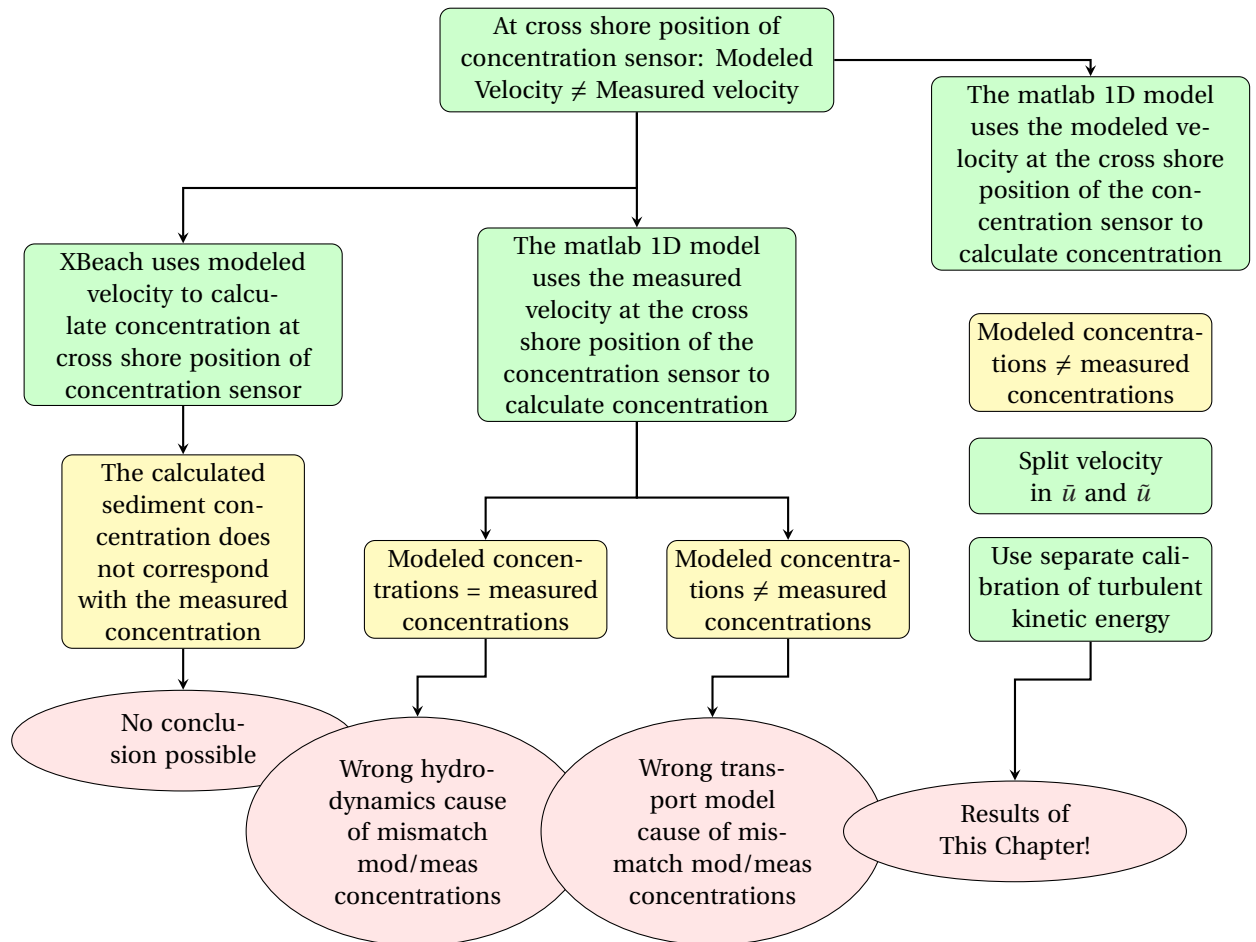 At cross shore position of
concentration sensor: Modeled
Velocity ≠ Measured velocity
The matlab 1D model
uses the modeled ve-
locity at the cross shore
position of the con-
centration sensor to
calculate concentration
XBeach uses modeled
velocity to calcu-
late concentration at
cross shore position of
concentration sensor
The matlab 1D model
uses the measured
velocity at the cross
shore position of the
concentration sensor to
calculate concentration
Modeled concentra-
tions ≠ measured
concentrations
Split velocity
in ū and ũ
Use separate cali-
bration of turbulent
kinetic energy
The calculated
sediment con-
centration does
not correspond
with the measured
concentration
Modeled concen-
trations = measured
concentrations
Modeled concentra-
tions ≠ measured
concentrations
No conclu-
sion possible
Wrong hydro-
dynamics cause
of mismatch
mod/meas
concentrations
Wrong trans-
port model
cause of mis-
match mod/meas
concentrations
Results of
This Chapter!